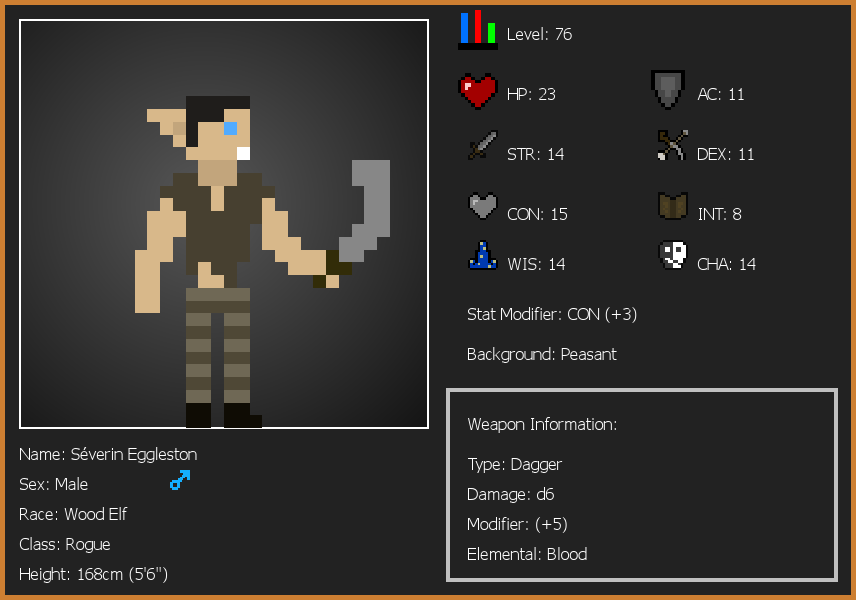 Level: 76
HP: 23
AC: 11
STR: 14
DEX: 11
CON: 15
INT: 8
WIS: 14
CHA: 14
Stat Modifier: CON (+3)
Background: Peasant
Weapon Information:
Type: Dagger
Damage: d6
Modifier: (+5)
Elemental: Blood
Name: Séverin Eggleston
Sex: Male
Race: Wood Elf
Class: Rogue
Height: 168cm (5'6")